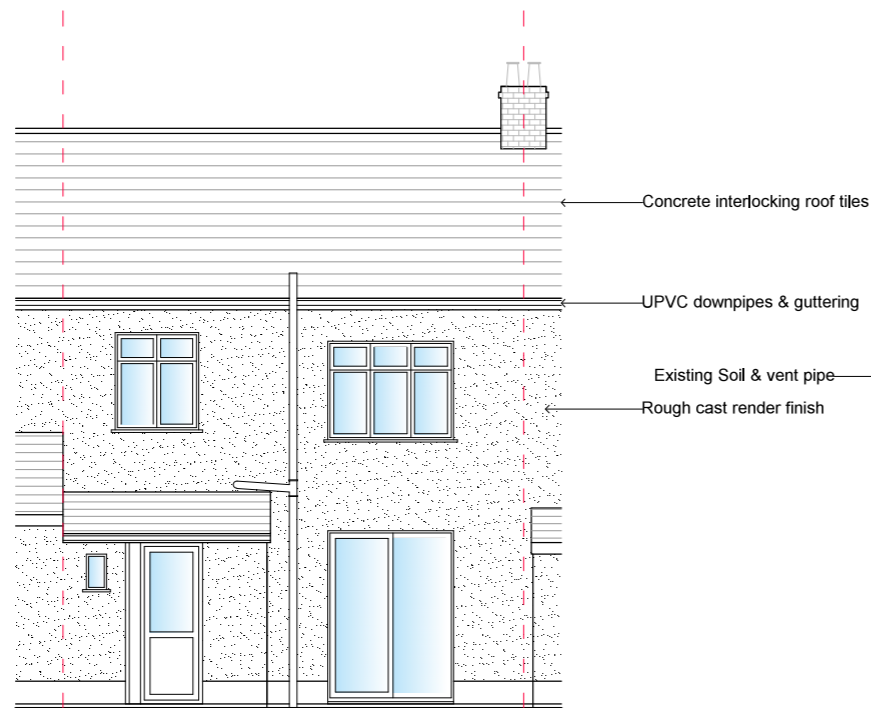 Concrete interlocking roof tiles
UPVC downpipes & guttering
Existing Soil & vent pipe
Rough cast render finish